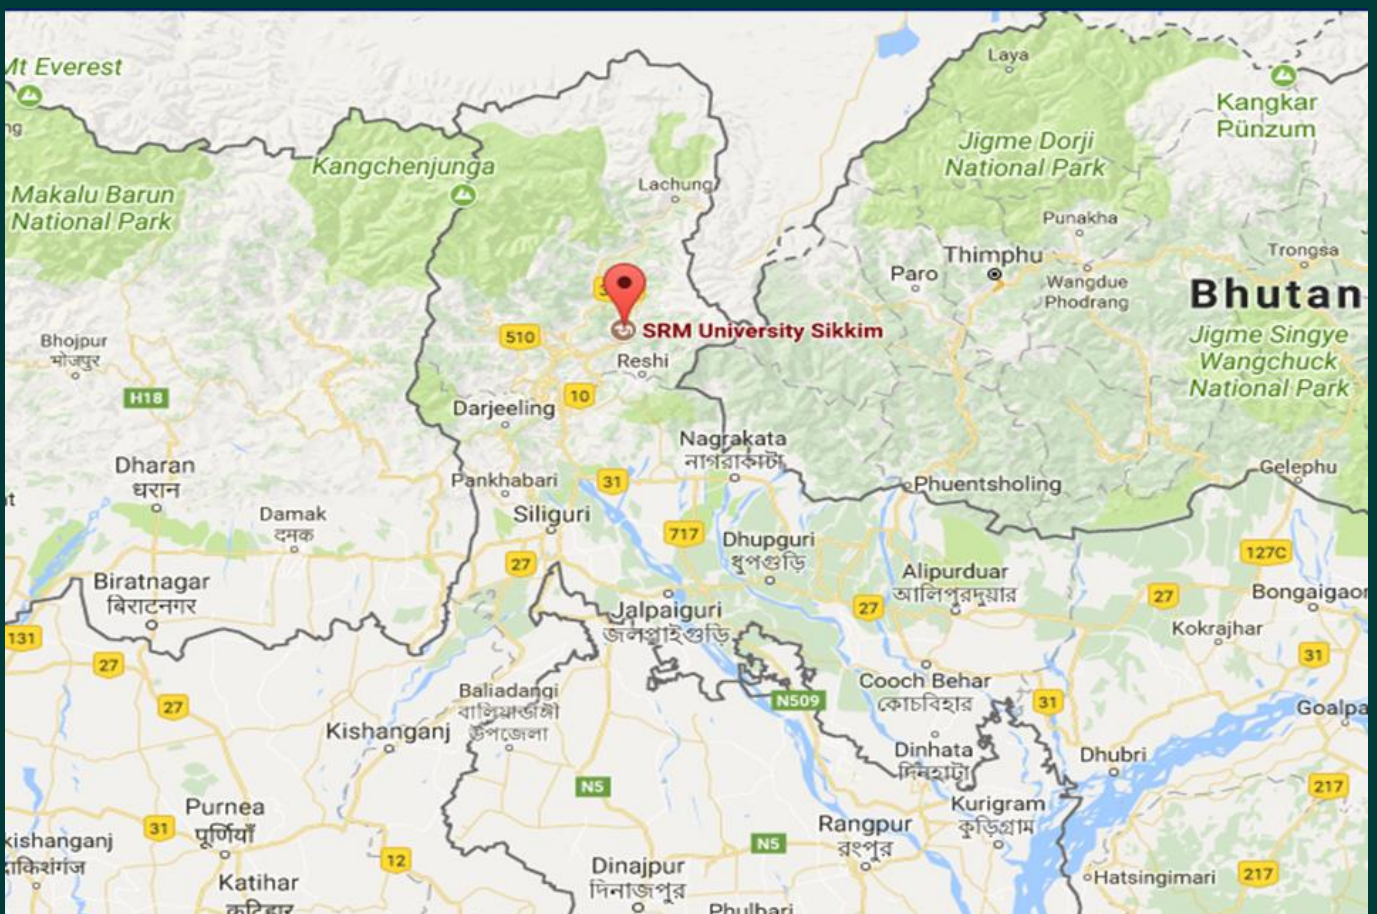 Mt Everest
ng
Makalu Barun
National Park
Kangchenjunga
Lachung
Laya
Kangkar
Pünzum
Jigme Dorji
National Park
Punakha
Thimphu
Paro
Wangdue
Phodrang
Trongsa
Bhutan
Jigme Singye
Wangchuck
National Park
SRM University Sikkim
510
Reshi
10
Bhojpur
भोजपुर
H18
Darjeeling
Nagrakata
নাগরাকাটা
Dharan
धरान
Pankhabari
31
Phuentsholing
Gelephu
Damak
दमक
Siliguri
717
Dhupguri
ধুপগুড়ি
127C
27
Alipurduar
আলিপুরদুয়ার
27
27
Bongaigaon
Biratnagar
बिराटनगर
Jalpaiguri
জলপাইগুড়ি
Kokrajhar
131
27
31
27
Baliadangi
বালিয়াডাঙ্গী
উপজেলা
N509
Cooch Behar
কোচবিহার
31
Goalpa
Kishanganj
Dinhata
দিনহাটা
Dhubri
N5
217
Purnea
पूर्णियाँ
31
Kurigram
কুড়িগ্রাম
kishanganj
दाकिशंगंज
12
Rangpur
রংপুর
N5
Dinajpur
দিনাজপুর
217
Hatsingimari
Katihar
कटिहार
Phulbari